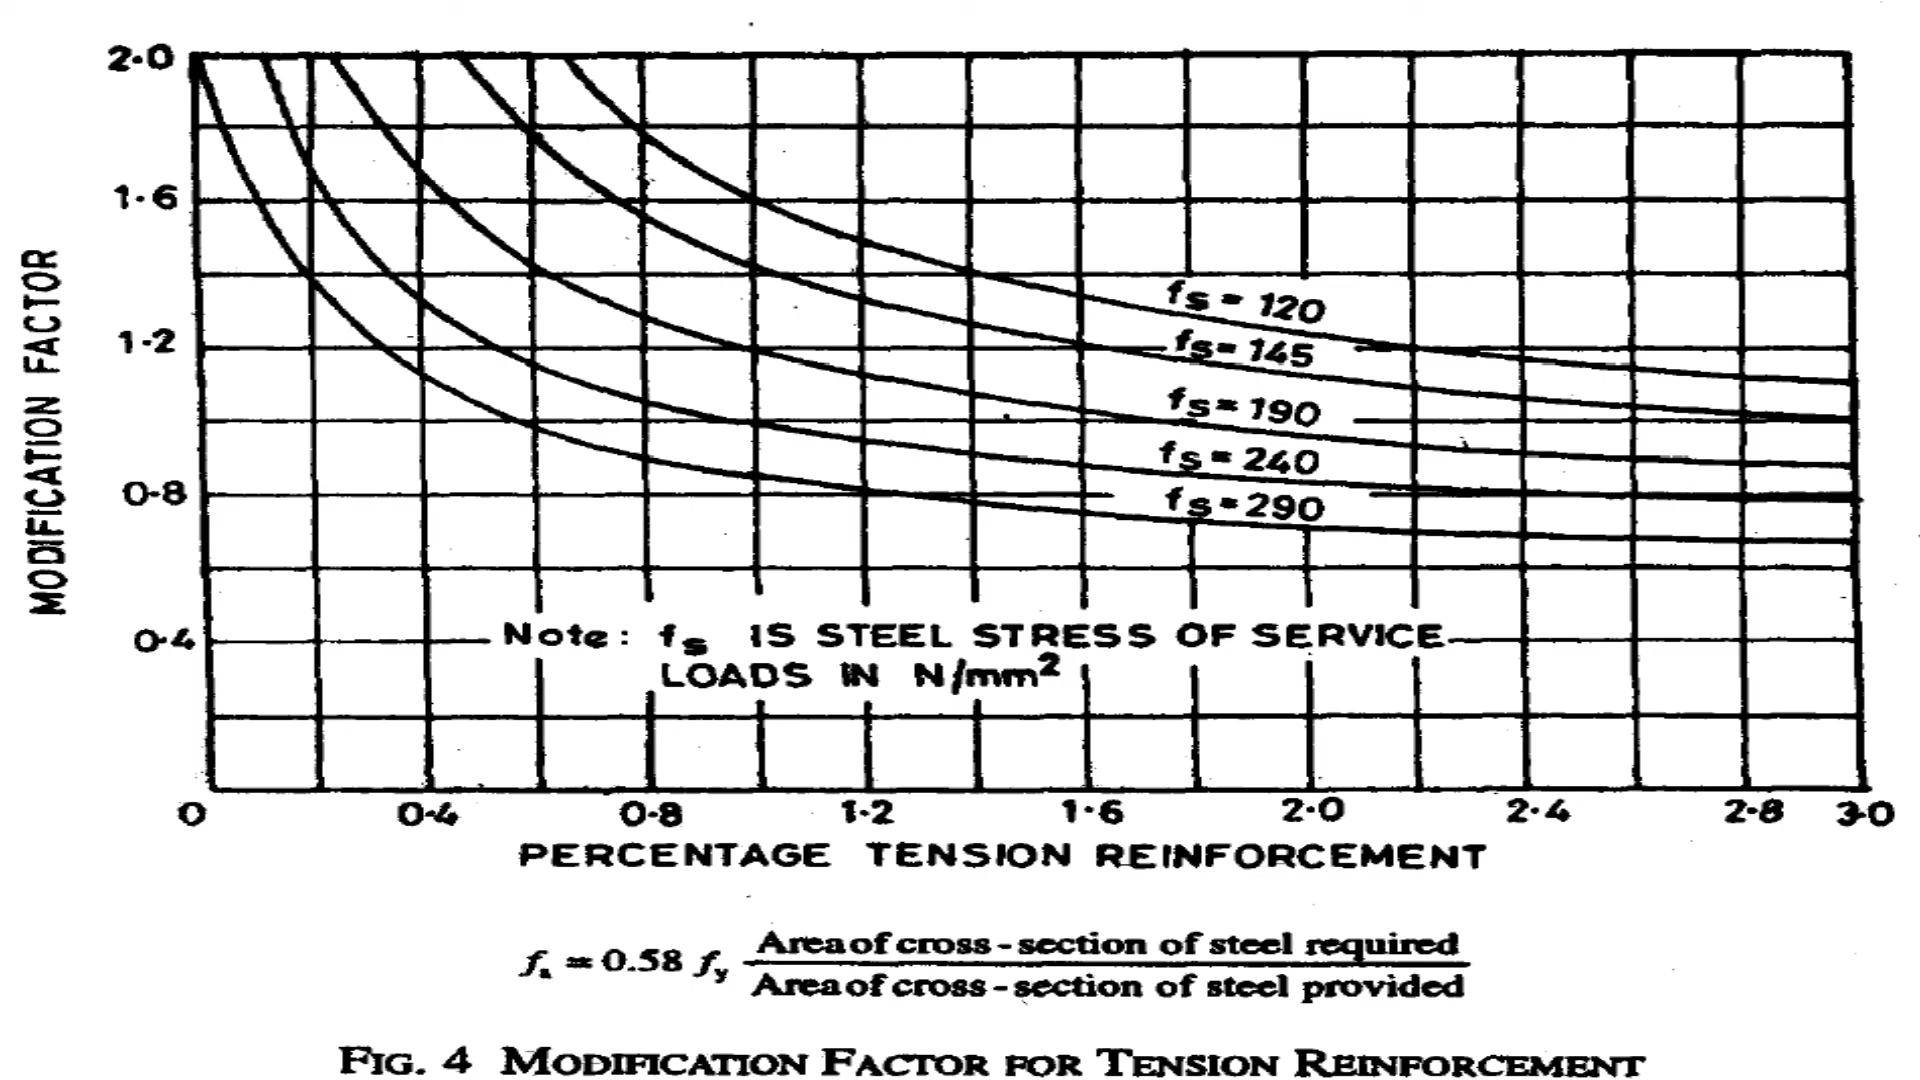 2.0
1.6
1.2
0.8
0.4
MODIFICATION FACTOR
fs = 120
fs = 145
fs = 190
fs = 240
fs = 290
Note: fs IS STEEL STRESS OF SERVICE
LOADS IN N/mm²
0 0.4 0.8 1.2 1.6 2.0 2.4 2.8 3.0
PERCENTAGE TENSION REINFORCEMENT
fs = 0.58 fy Area of cross-section of steel required
Area of cross-section of steel provided
FIG. 4 MODIFICATION FACTOR FOR TENSION REINFORCEMENT